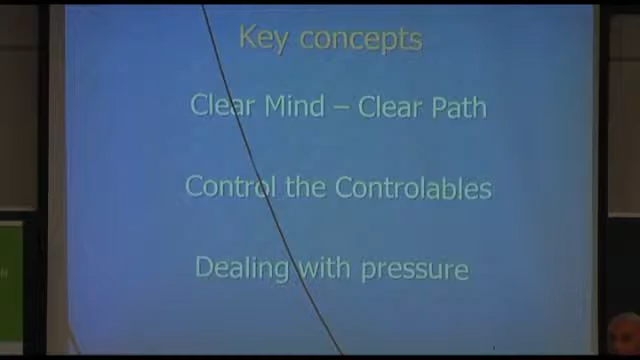 Key concepts
Clear Mind – Clear Path
Control the Controlables
Dealing with pressure